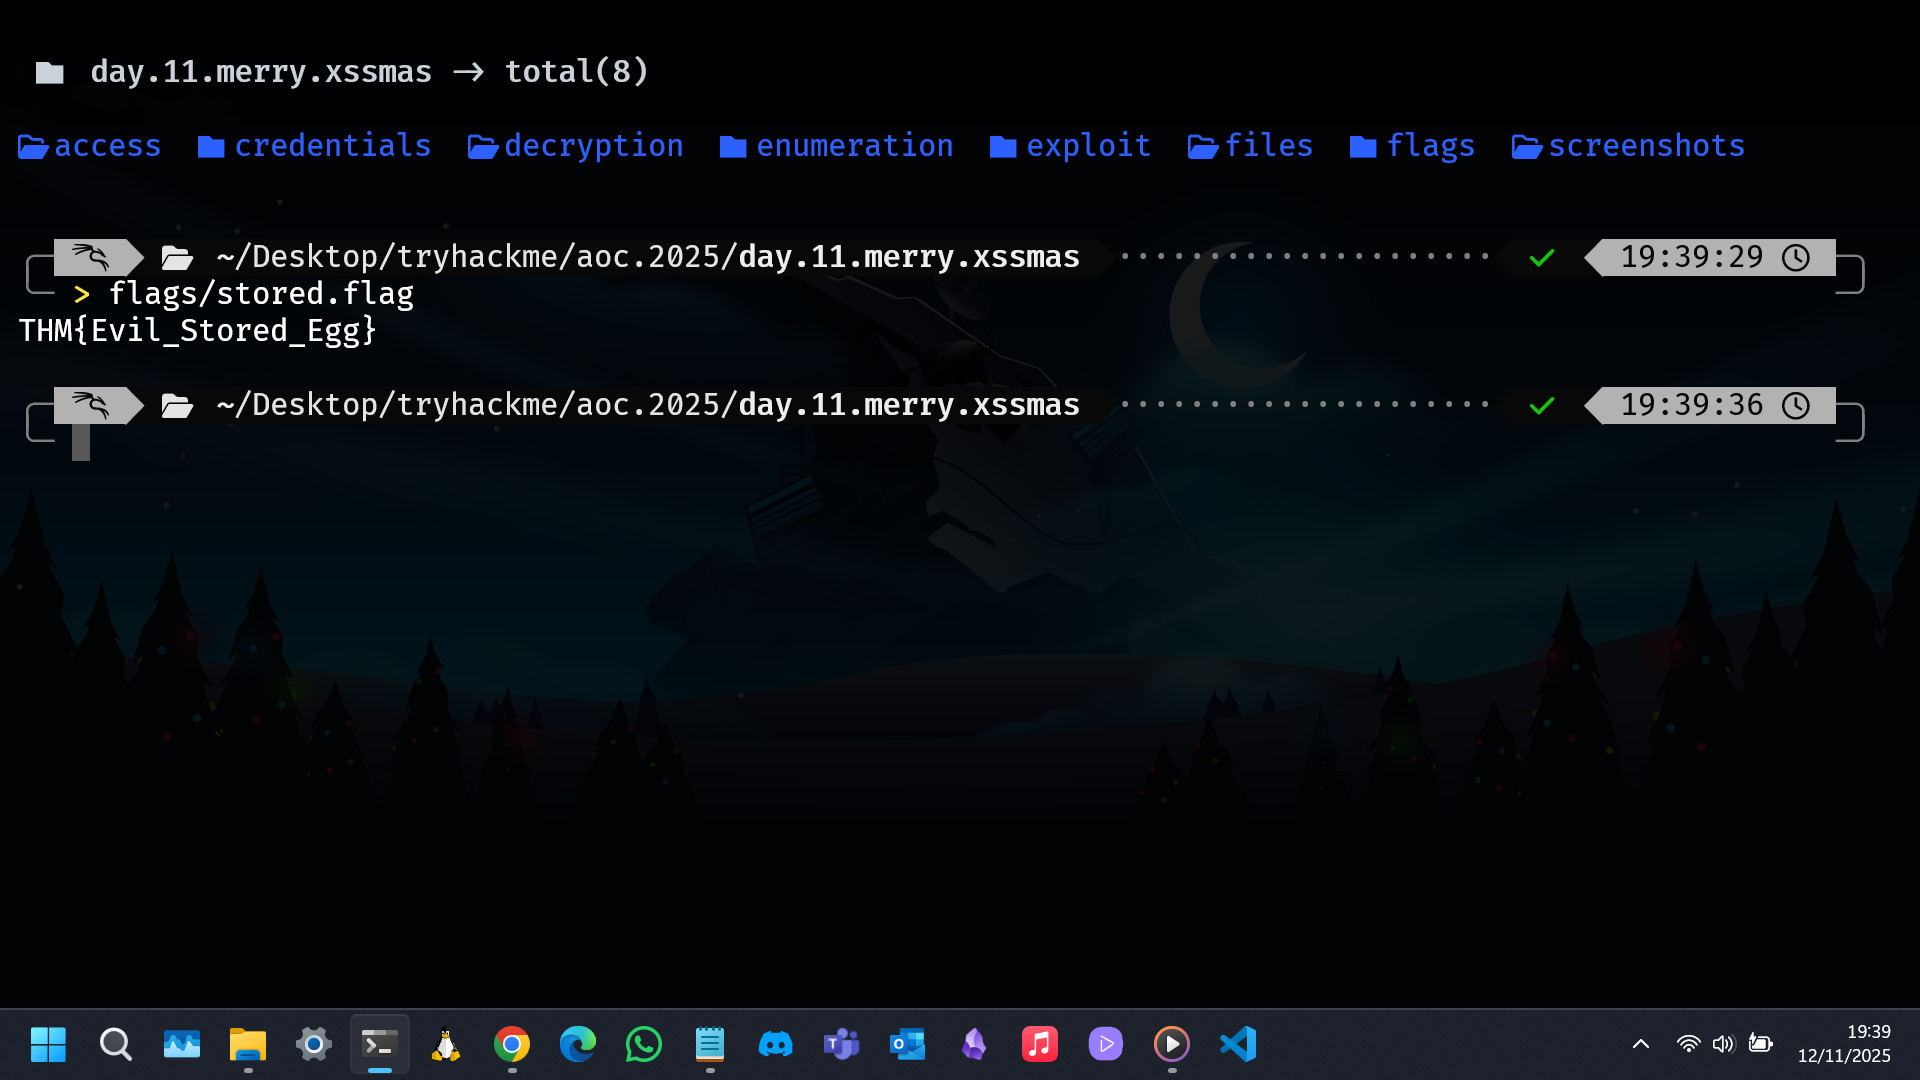 day.11.merry.xssmas → total(8)
access credentials decryption enumeration exploit files flags screenshots
~/Desktop/tryhackme/aoc.2025/day.11.merry.xssmas 19:39:29
> flags/stored.flag
THM{Evil_Stored_Egg}
~/Desktop/tryhackme/aoc.2025/day.11.merry.xssmas 19:39:36
19:39
12/11/2025